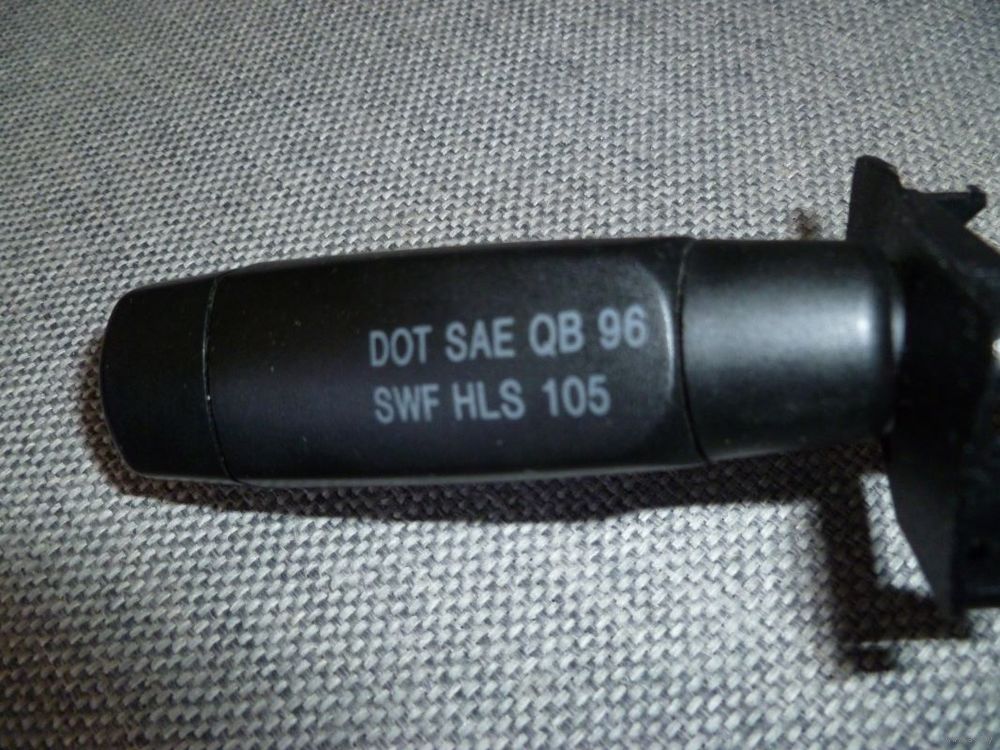 DOT SAE QB 96
SWF HLS 105